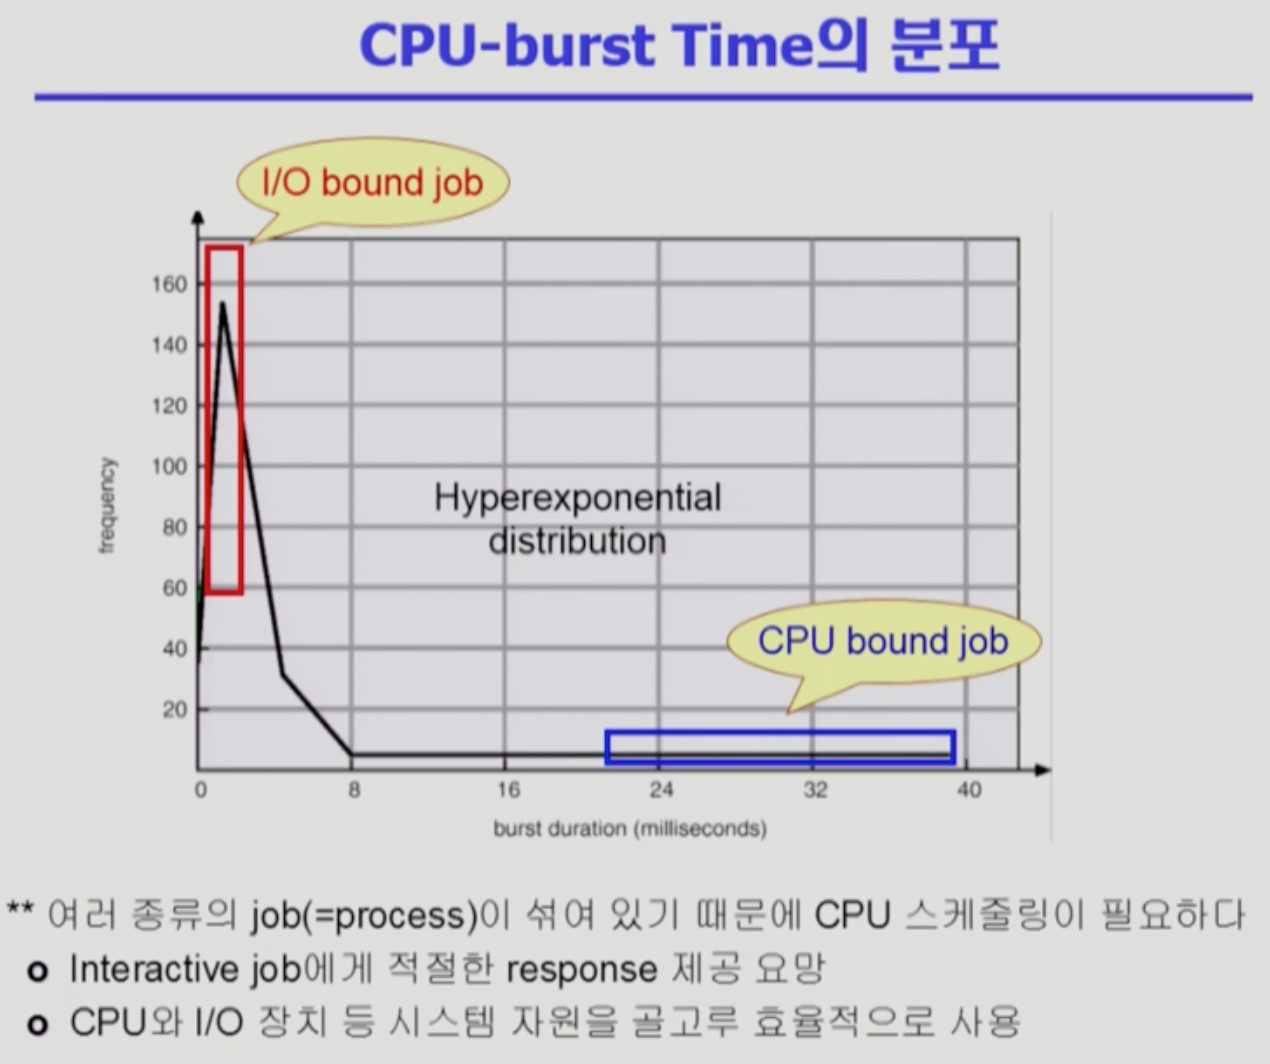 CPU-burst Time의 분포
I/O bound job
160
140
120
100
80
60
40
20
frequency
Hyperexponential
distribution
CPU bound job
0 8 16 24 32 40
burst duration (milliseconds)
** 여러 종류의 job(=process)이 섞여 있기 때문에 CPU 스케줄링이 필요하다
o Interactive job에게 적절한 response 제공 요망
o CPU와 I/O 장치 등 시스템 자원을 골고루 효율적으로 사용